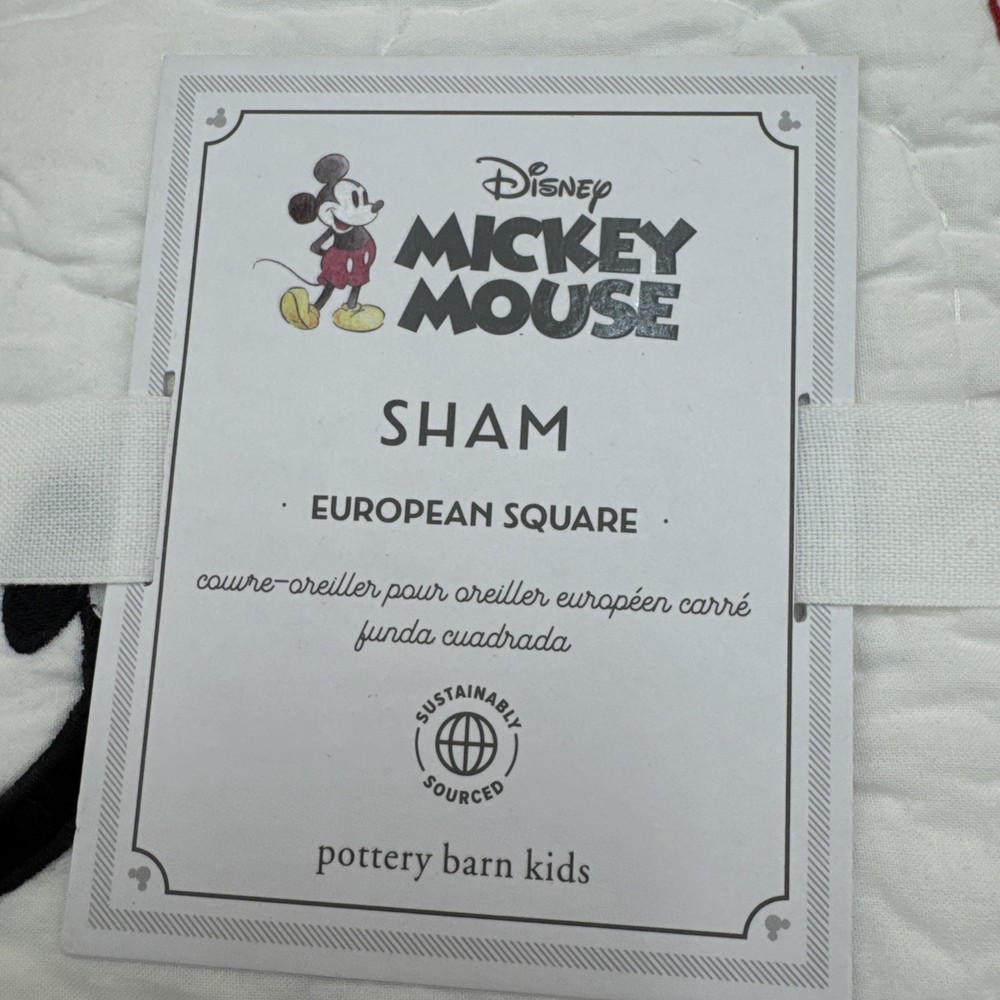 Disney
MICKEY
MOUSE
SHAM
· EUROPEAN SQUARE ·
couvre-oreiller pour oreiller européen carré
funda cuadrada
SUSTAINABLY
SOURCED
pottery barn kids